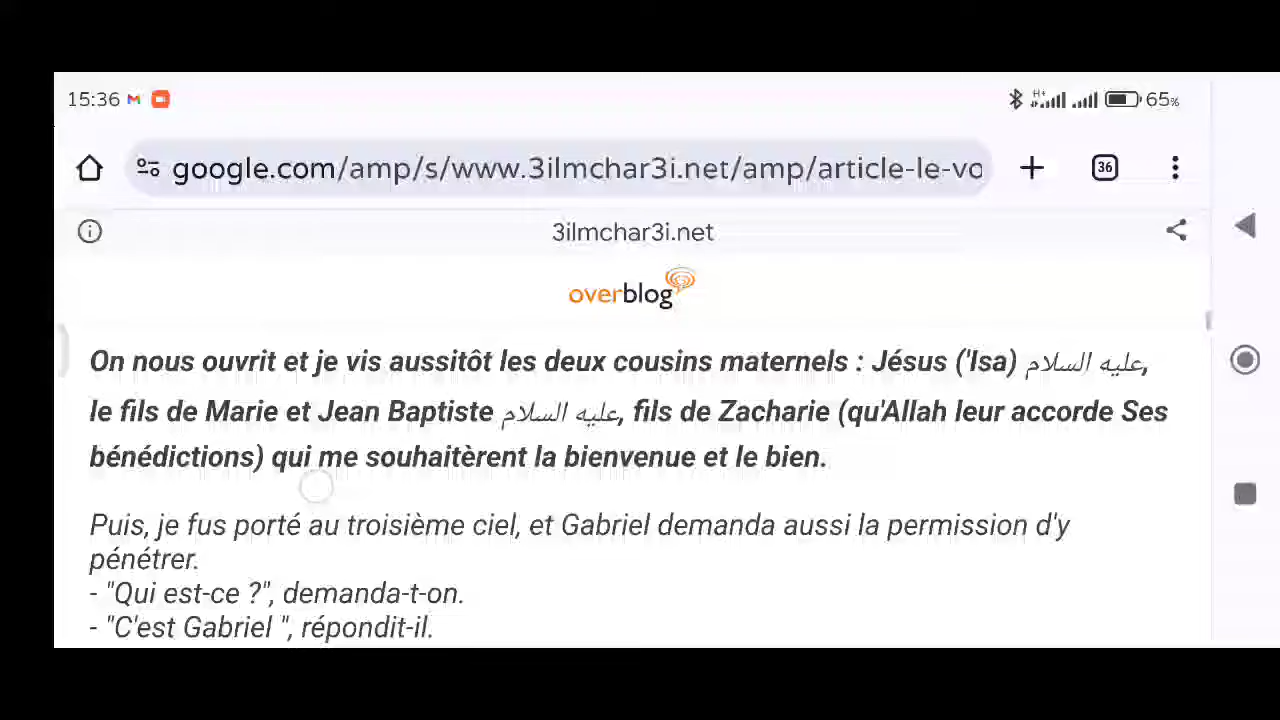 15:36 H+ 65%
google.com/amp/s/www.3ilmchar3i.net/amp/article-le-vo 36
3ilmchar3i.net
overblog
On nous ouvrit et je vis aussitôt les deux cousins maternels : Jésus ('Isa) عليه السلام,
le fils de Marie et Jean Baptiste عليه السلام, fils de Zacharie (qu'Allah leur accorde Ses
bénédictions) qui me souhaitèrent la bienvenue et le bien.
Puis, je fus porté au troisième ciel, et Gabriel demanda aussi la permission d'y
pénétrer.
- "Qui est-ce ?", demanda-t-on.
- "C'est Gabriel ", répondit-il.